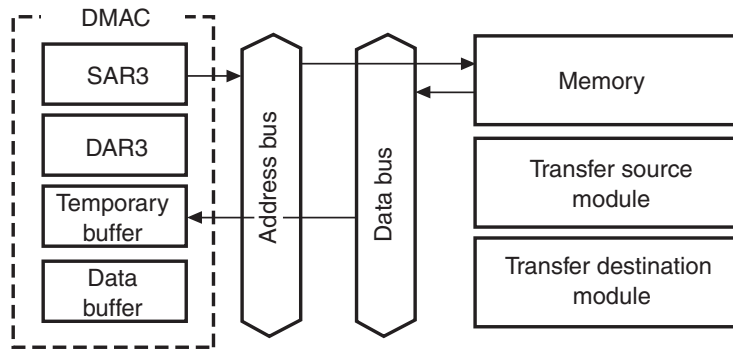 DMAC
SAR3
DAR3
Temporary
buffer
Data
buffer
Address bus
Data bus
Memory
Transfer source
module
Transfer destination
module